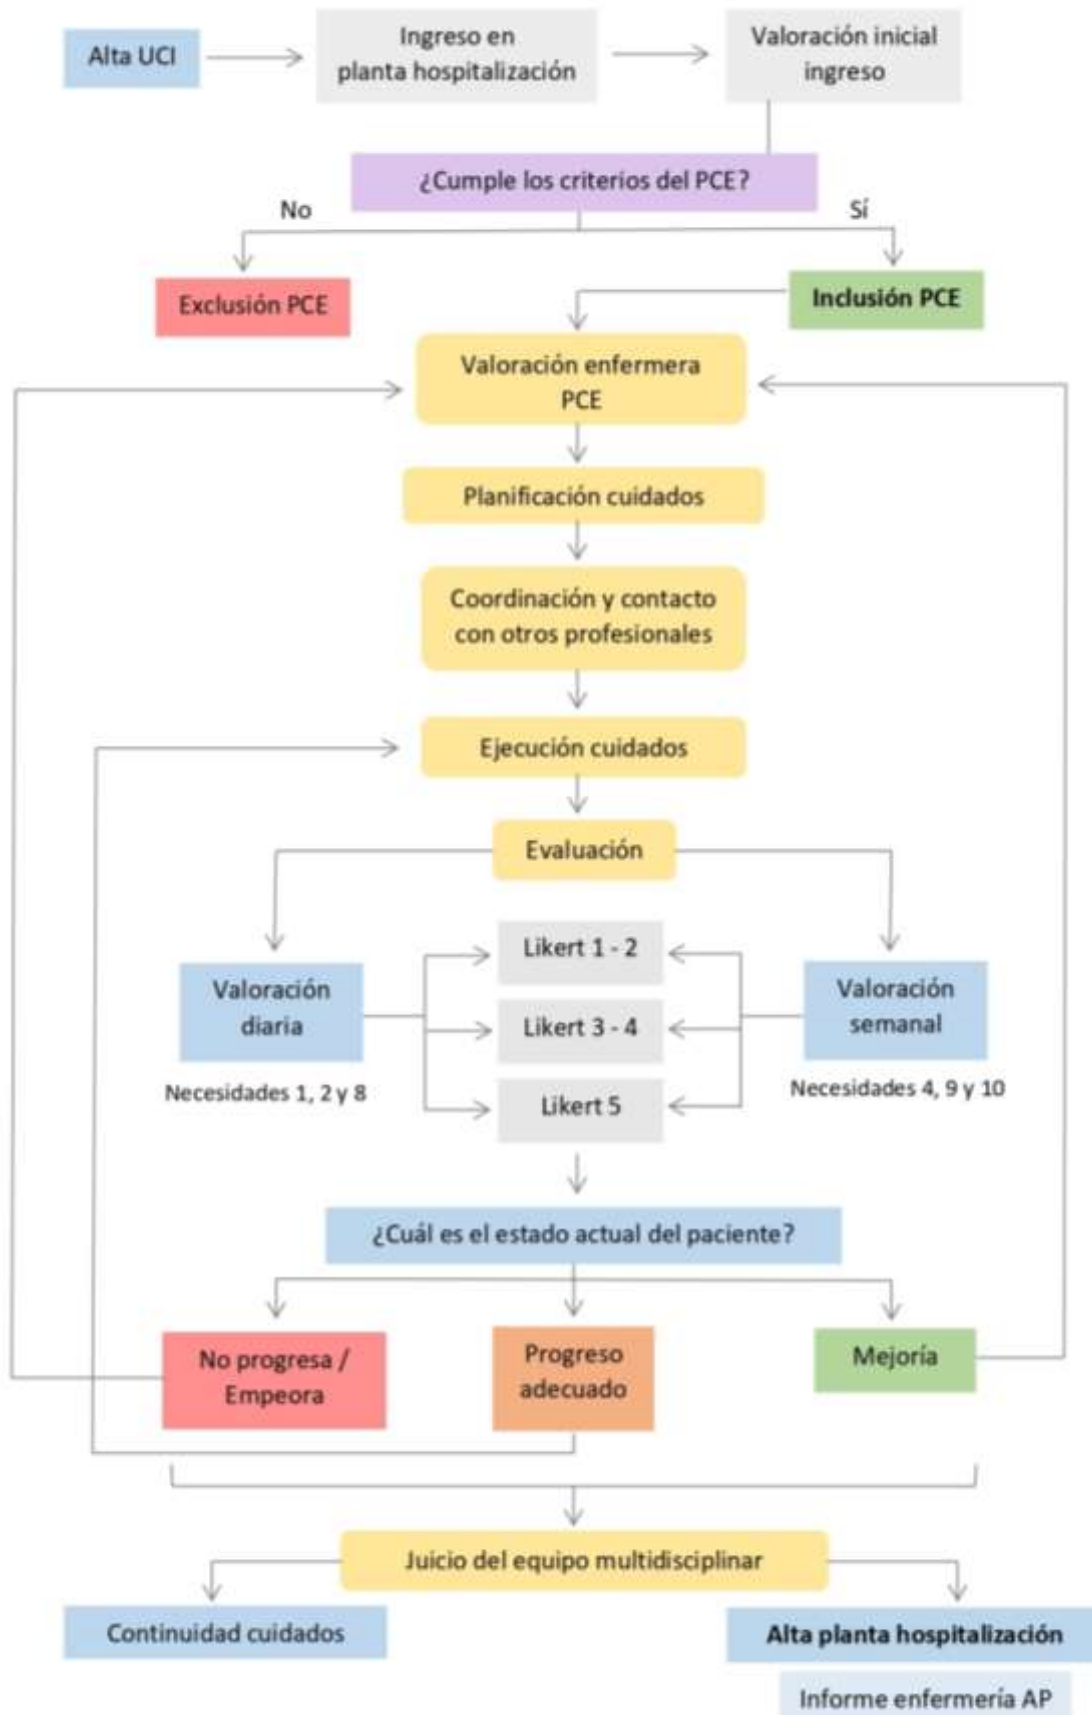 Alta UCI
Ingreso en
planta hospitalización
Valoración inicial
ingreso
¿Cumple los criterios del PCE?
No
Sí
Exclusión PCE
Inclusión PCE
Valoración enfermera
PCE
Planificación cuidados
Coordinación y contacto
con otros profesionales
Ejecución cuidados
Evaluación
Valoración
diaria
Necesidades 1, 2 y 8
Likert 1 - 2
Likert 3 - 4
Likert 5
Valoración
semanal
Necesidades 4, 9 y 10
¿Cuál es el estado actual del paciente?
No progresa /
Empeora
Progreso
adecuado
Mejoría
Juicio del equipo multidisciplinar
Continuidad cuidados
Alta planta hospitalización
Informe enfermería AP